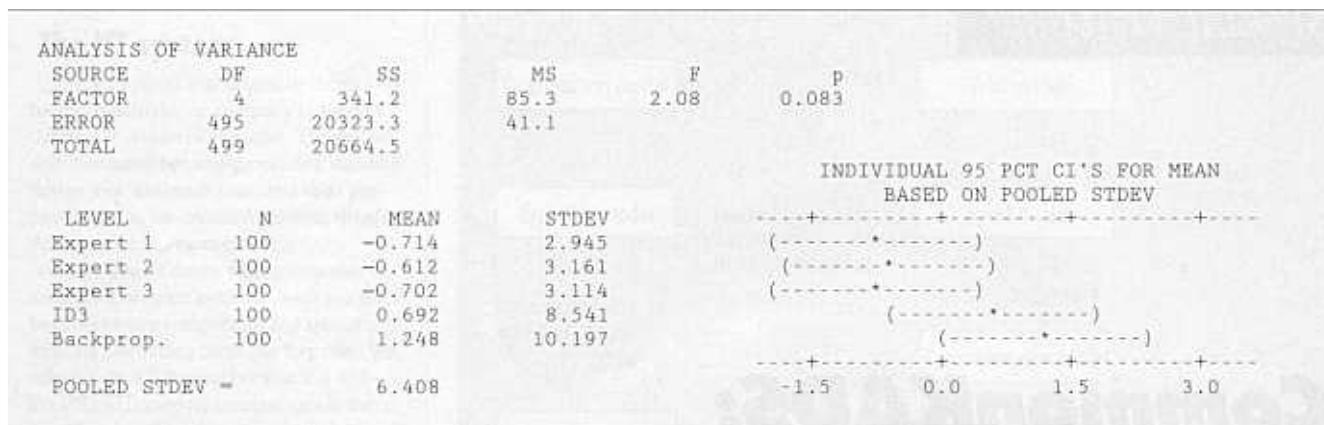 ANALYSIS OF VARIANCE
SOURCE DF SS MS F p
FACTOR 4 341.2 85.3 2.08 0.083
ERROR 495 20323.3 41.1
TOTAL 499 20664.5
INDIVIDUAL 95 PCT CI'S FOR MEAN
BASED ON POOLED STDEV
LEVEL N MEAN STDEV -----+---------+---------+---------+----
Expert 1 100 −0.714 2.945 (-------*-------)
Expert 2 100 −0.612 3.161 (-------*-------)
Expert 3 100 −0.702 3.114 (-------*-------)
ID3 100 0.692 8.541 (-------*-------)
Backprop. 100 1.248 10.197 (-------*-------)
-----+---------+---------+---------+----
POOLED STDEV = 6.408 -1.5 0.0 1.5 3.0